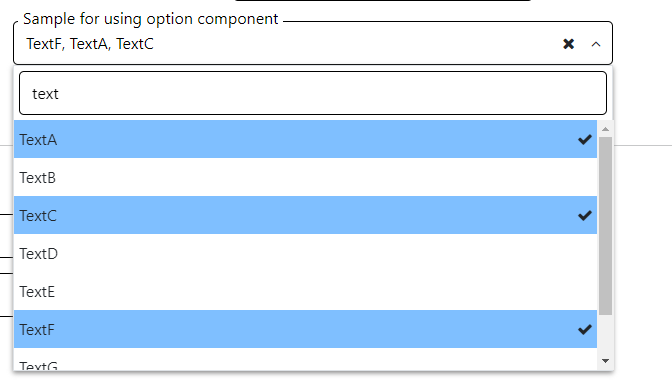 Sample for using option component
TextF, TextA, TextC
text
TextA
TextB
TextC
TextD
TextE
TextF
TextG